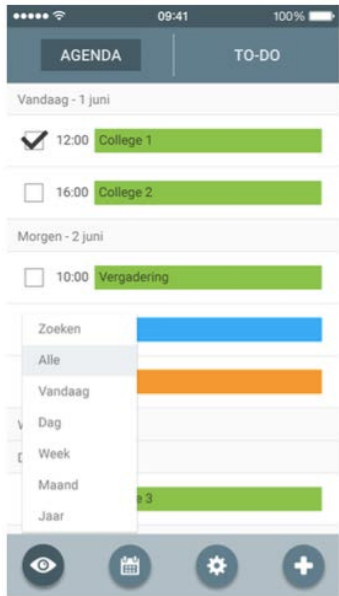 09:41 100%
AGENDA TO-DO
Vandaag - 1 juni
12:00 College 1
16:00 College 2
Morgen - 2 juni
10:00 Vergadering
Zoeken
Alle
Vandaag
Dag
Week
Maand
Jaar
e 3